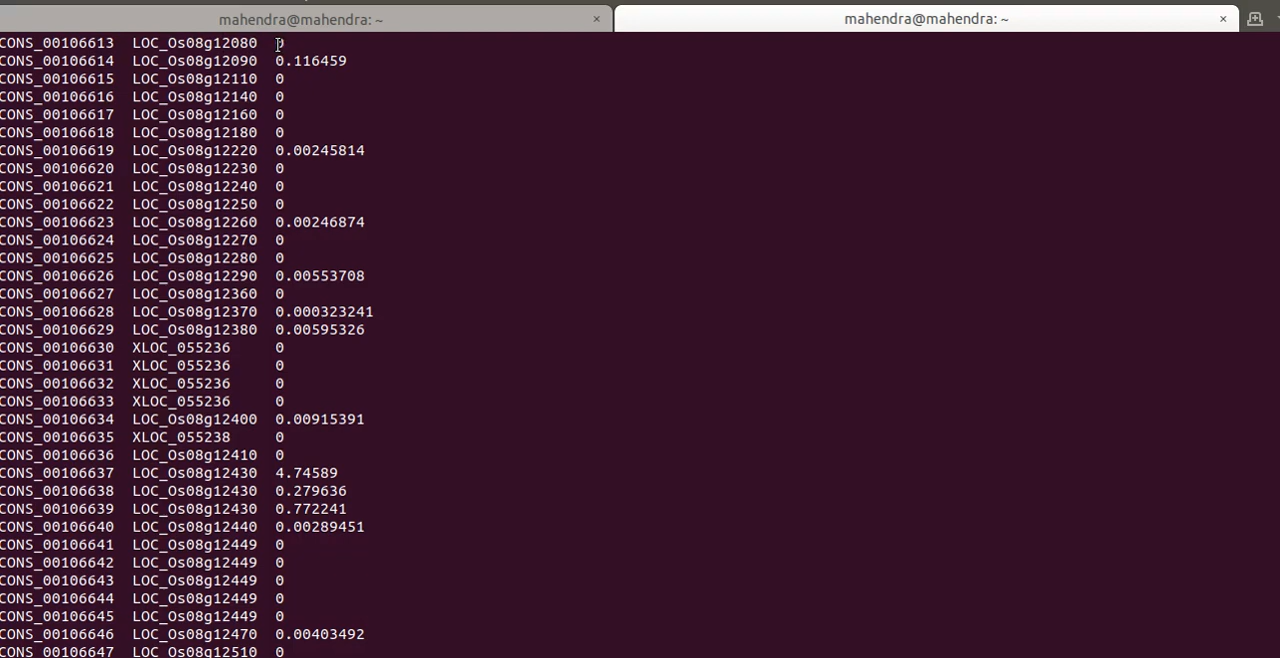 mahendra@mahendra: ~ × mahendra@mahendra: ~ ×
CONS_00106613 LOC_Os08g12080 0
CONS_00106614 LOC_Os08g12090 0.116459
CONS_00106615 LOC_Os08g12110 0
CONS_00106616 LOC_Os08g12140 0
CONS_00106617 LOC_Os08g12160 0
CONS_00106618 LOC_Os08g12180 0
CONS_00106619 LOC_Os08g12220 0.00245814
CONS_00106620 LOC_Os08g12230 0
CONS_00106621 LOC_Os08g12240 0
CONS_00106622 LOC_Os08g12250 0
CONS_00106623 LOC_Os08g12260 0.00246874
CONS_00106624 LOC_Os08g12270 0
CONS_00106625 LOC_Os08g12280 0
CONS_00106626 LOC_Os08g12290 0.00553708
CONS_00106627 LOC_Os08g12360 0
CONS_00106628 LOC_Os08g12370 0.000323241
CONS_00106629 LOC_Os08g12380 0.00595326
CONS_00106630 XLOC_055236 0
CONS_00106631 XLOC_055236 0
CONS_00106632 XLOC_055236 0
CONS_00106633 XLOC_055236 0
CONS_00106634 LOC_Os08g12400 0.00915391
CONS_00106635 XLOC_055238 0
CONS_00106636 LOC_Os08g12410 0
CONS_00106637 LOC_Os08g12430 4.74589
CONS_00106638 LOC_Os08g12430 0.279636
CONS_00106639 LOC_Os08g12430 0.772241
CONS_00106640 LOC_Os08g12440 0.00289451
CONS_00106641 LOC_Os08g12449 0
CONS_00106642 LOC_Os08g12449 0
CONS_00106643 LOC_Os08g12449 0
CONS_00106644 LOC_Os08g12449 0
CONS_00106645 LOC_Os08g12449 0
CONS_00106646 LOC_Os08g12470 0.00403492
CONS_00106647 LOC_Os08g12510 0